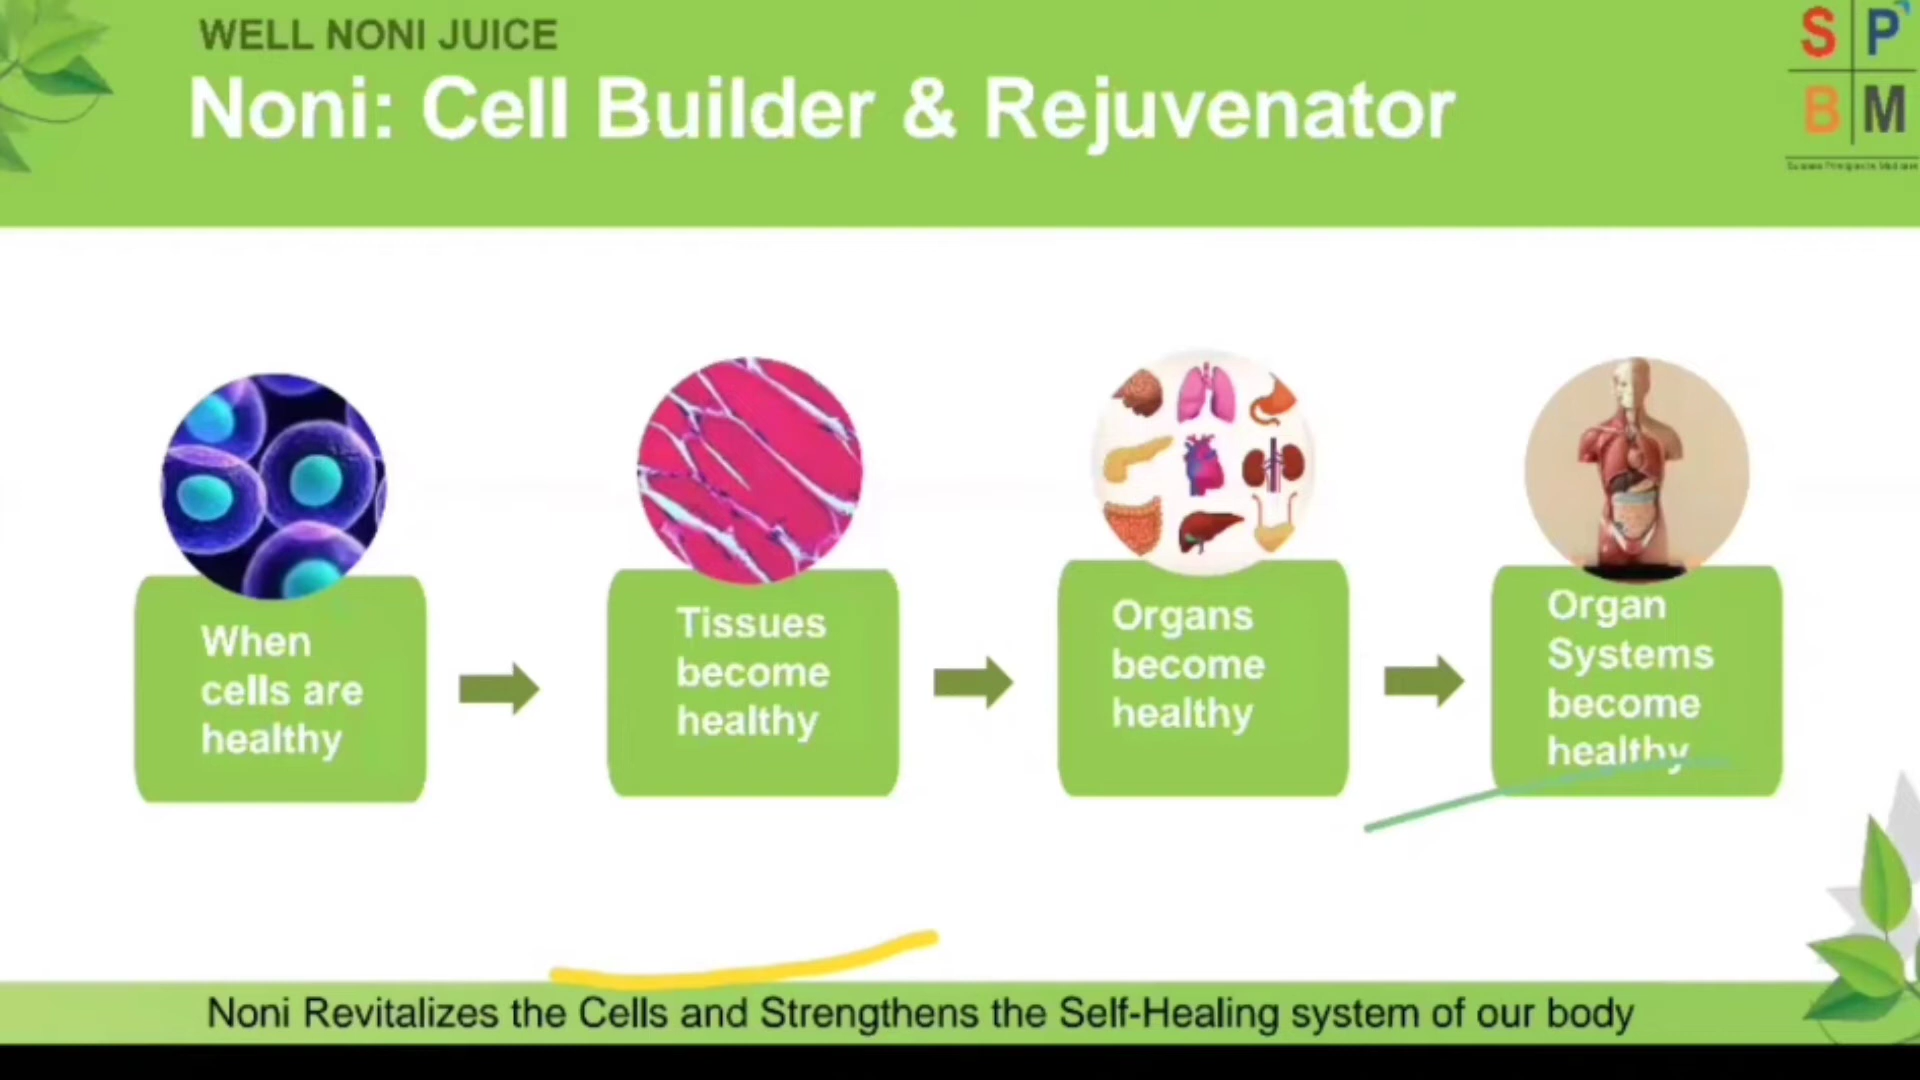 WELL NONI JUICE
Noni: Cell Builder & Rejuvenator
S P
B M
When
cells are
healthy
Tissues
become
healthy
Organs
become
healthy
Organ
Systems
become
healthy
Noni Revitalizes the Cells and Strengthens the Self-Healing system of our body